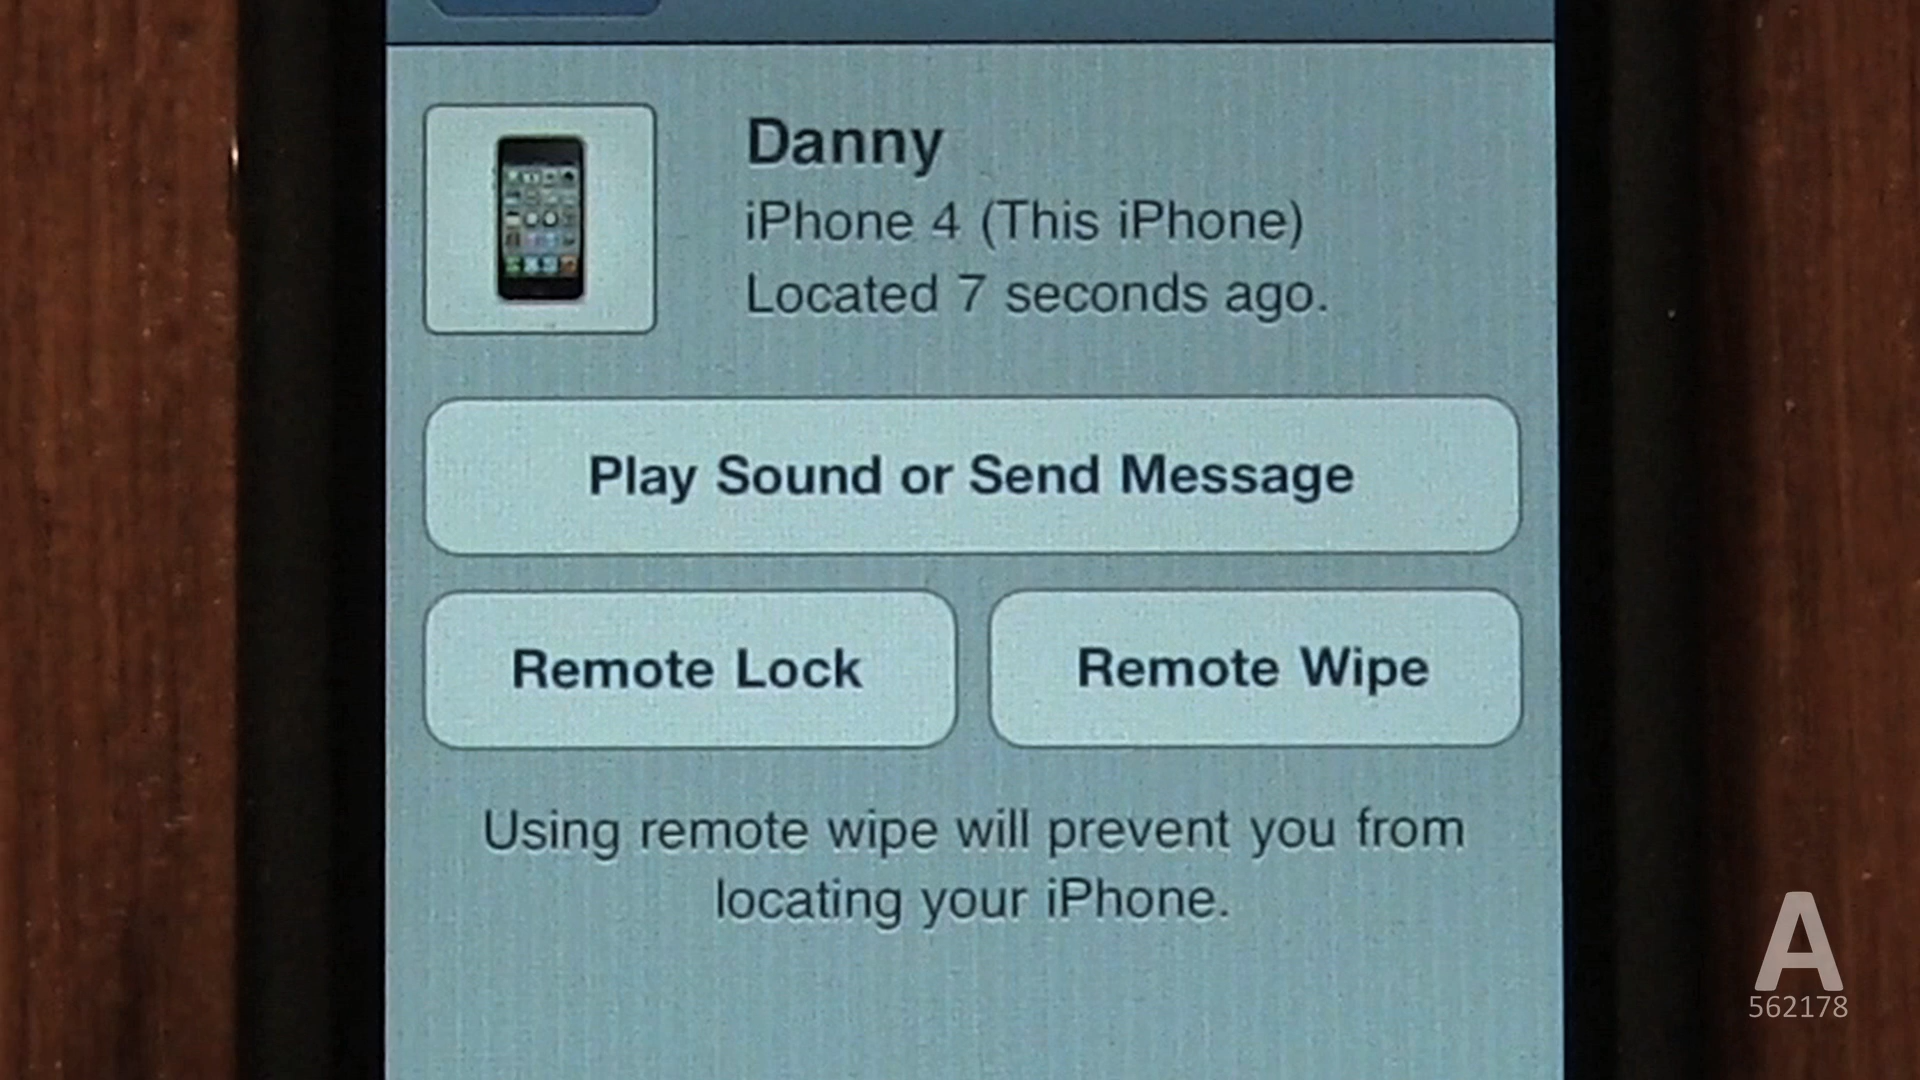 Danny
iPhone 4 (This iPhone)
Located 7 seconds ago.
Play Sound or Send Message
Remote Lock
Remote Wipe
Using remote wipe will prevent you from
locating your iPhone.
A
562178